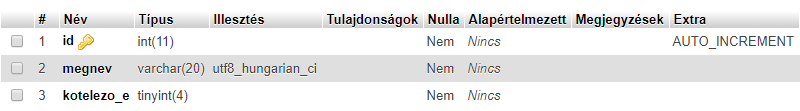 # Név Típus Illesztés Tulajdonságok Nulla Alapértelmezett Megjegyzések Extra
1 id int(11) Nem Nincs AUTO_INCREMENT
2 megnev varchar(20) utf8_hungarian_ci Nem Nincs
3 kotelezo_e tinyint(4) Nem Nincs